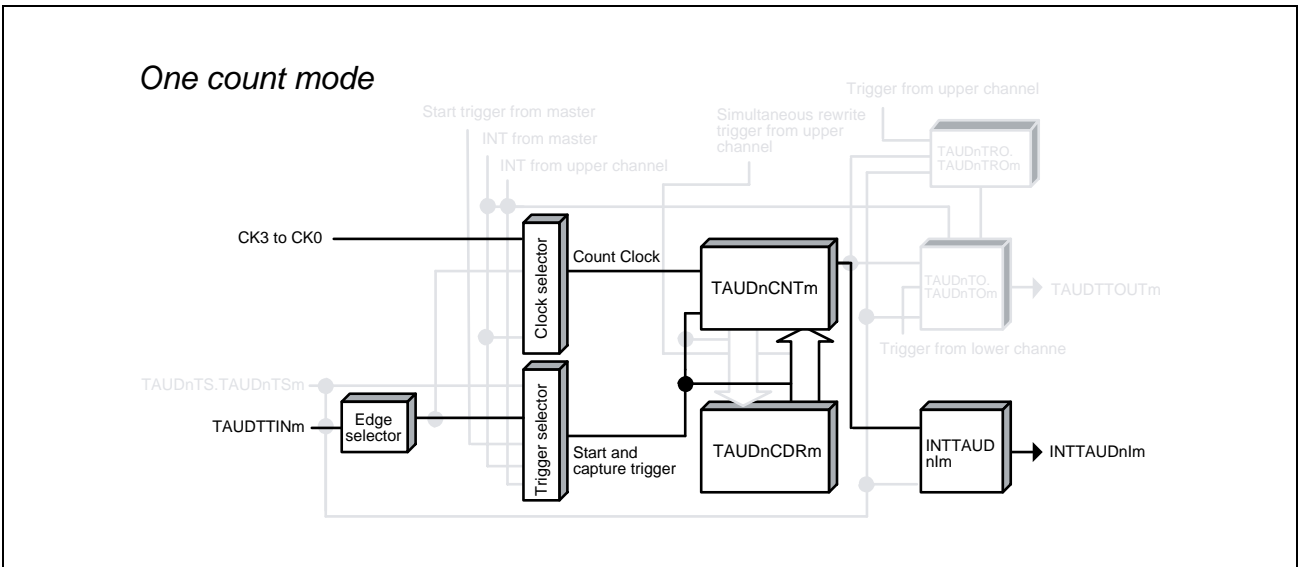 One count mode
Trigger from upper channel
Start trigger from master
Simultaneous rewrite
trigger from upper
channel
INT from master
INT from upper channel
TAUDnTRO.
TAUDnTROm
CK3 to CK0
Clock selector
Count Clock
TAUDnCNTm
TAUDnTO.
TAUDnTOm
TAUDTTOUTm
Trigger from lower channe
TAUDnTS.TAUDnTSm
TAUDTTINm
Edge
selector
Trigger selector
Start and
capture trigger
TAUDnCDRm
INTTAUD
nIm
INTTAUDnIm